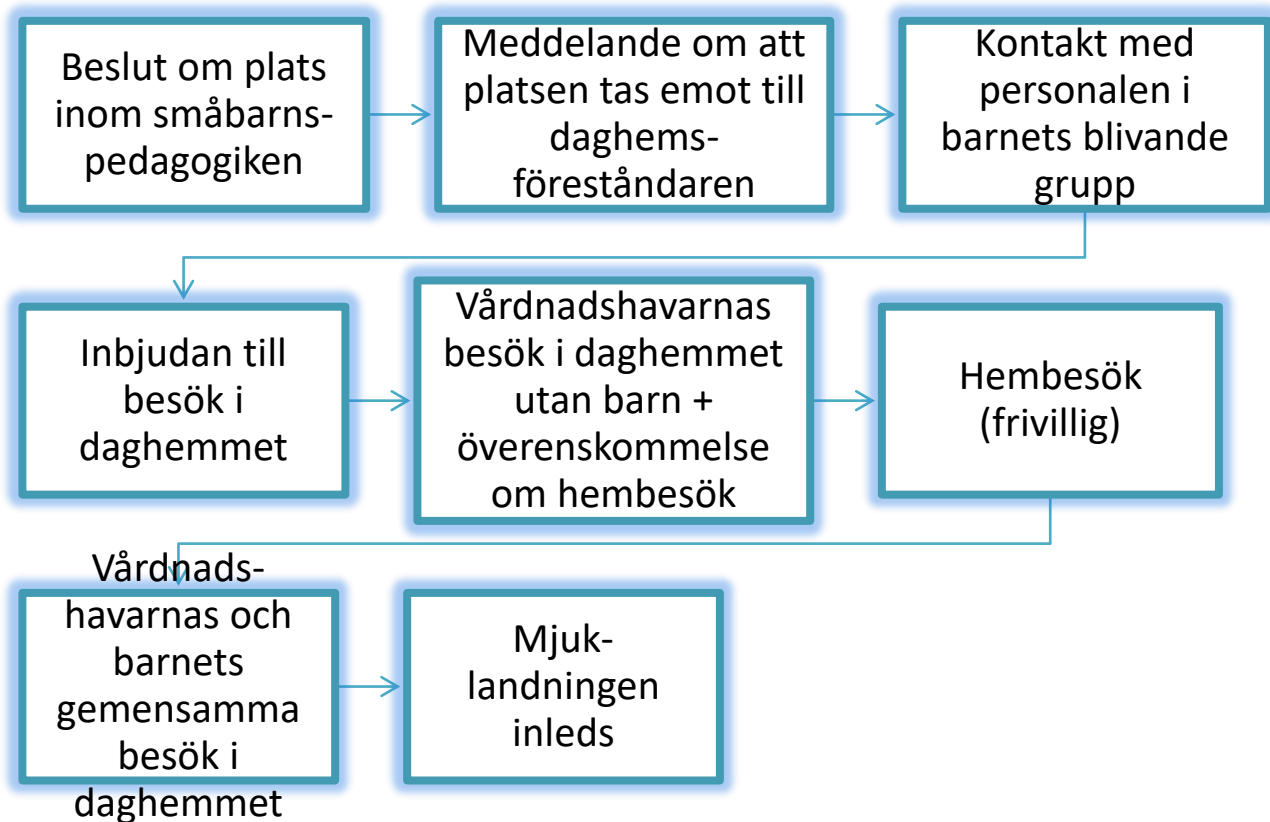 Beslut om plats
inom småbarns-
pedagogiken
Meddelande om att
platsen tas emot till
daghems-
föreståndaren
Kontakt med
personalen i
barnets blivande
grupp
Inbjudan till
besök i
daghemmet
Vårdnadshavarnas
besök i daghemmet
utan barn +
överenskommelse
om hembesök
Hembesök
(frivillig)
Vårdnads-
havarnas och
barnets
gemensamma
besök i
daghemmet
Mjuk-
landningen
inleds